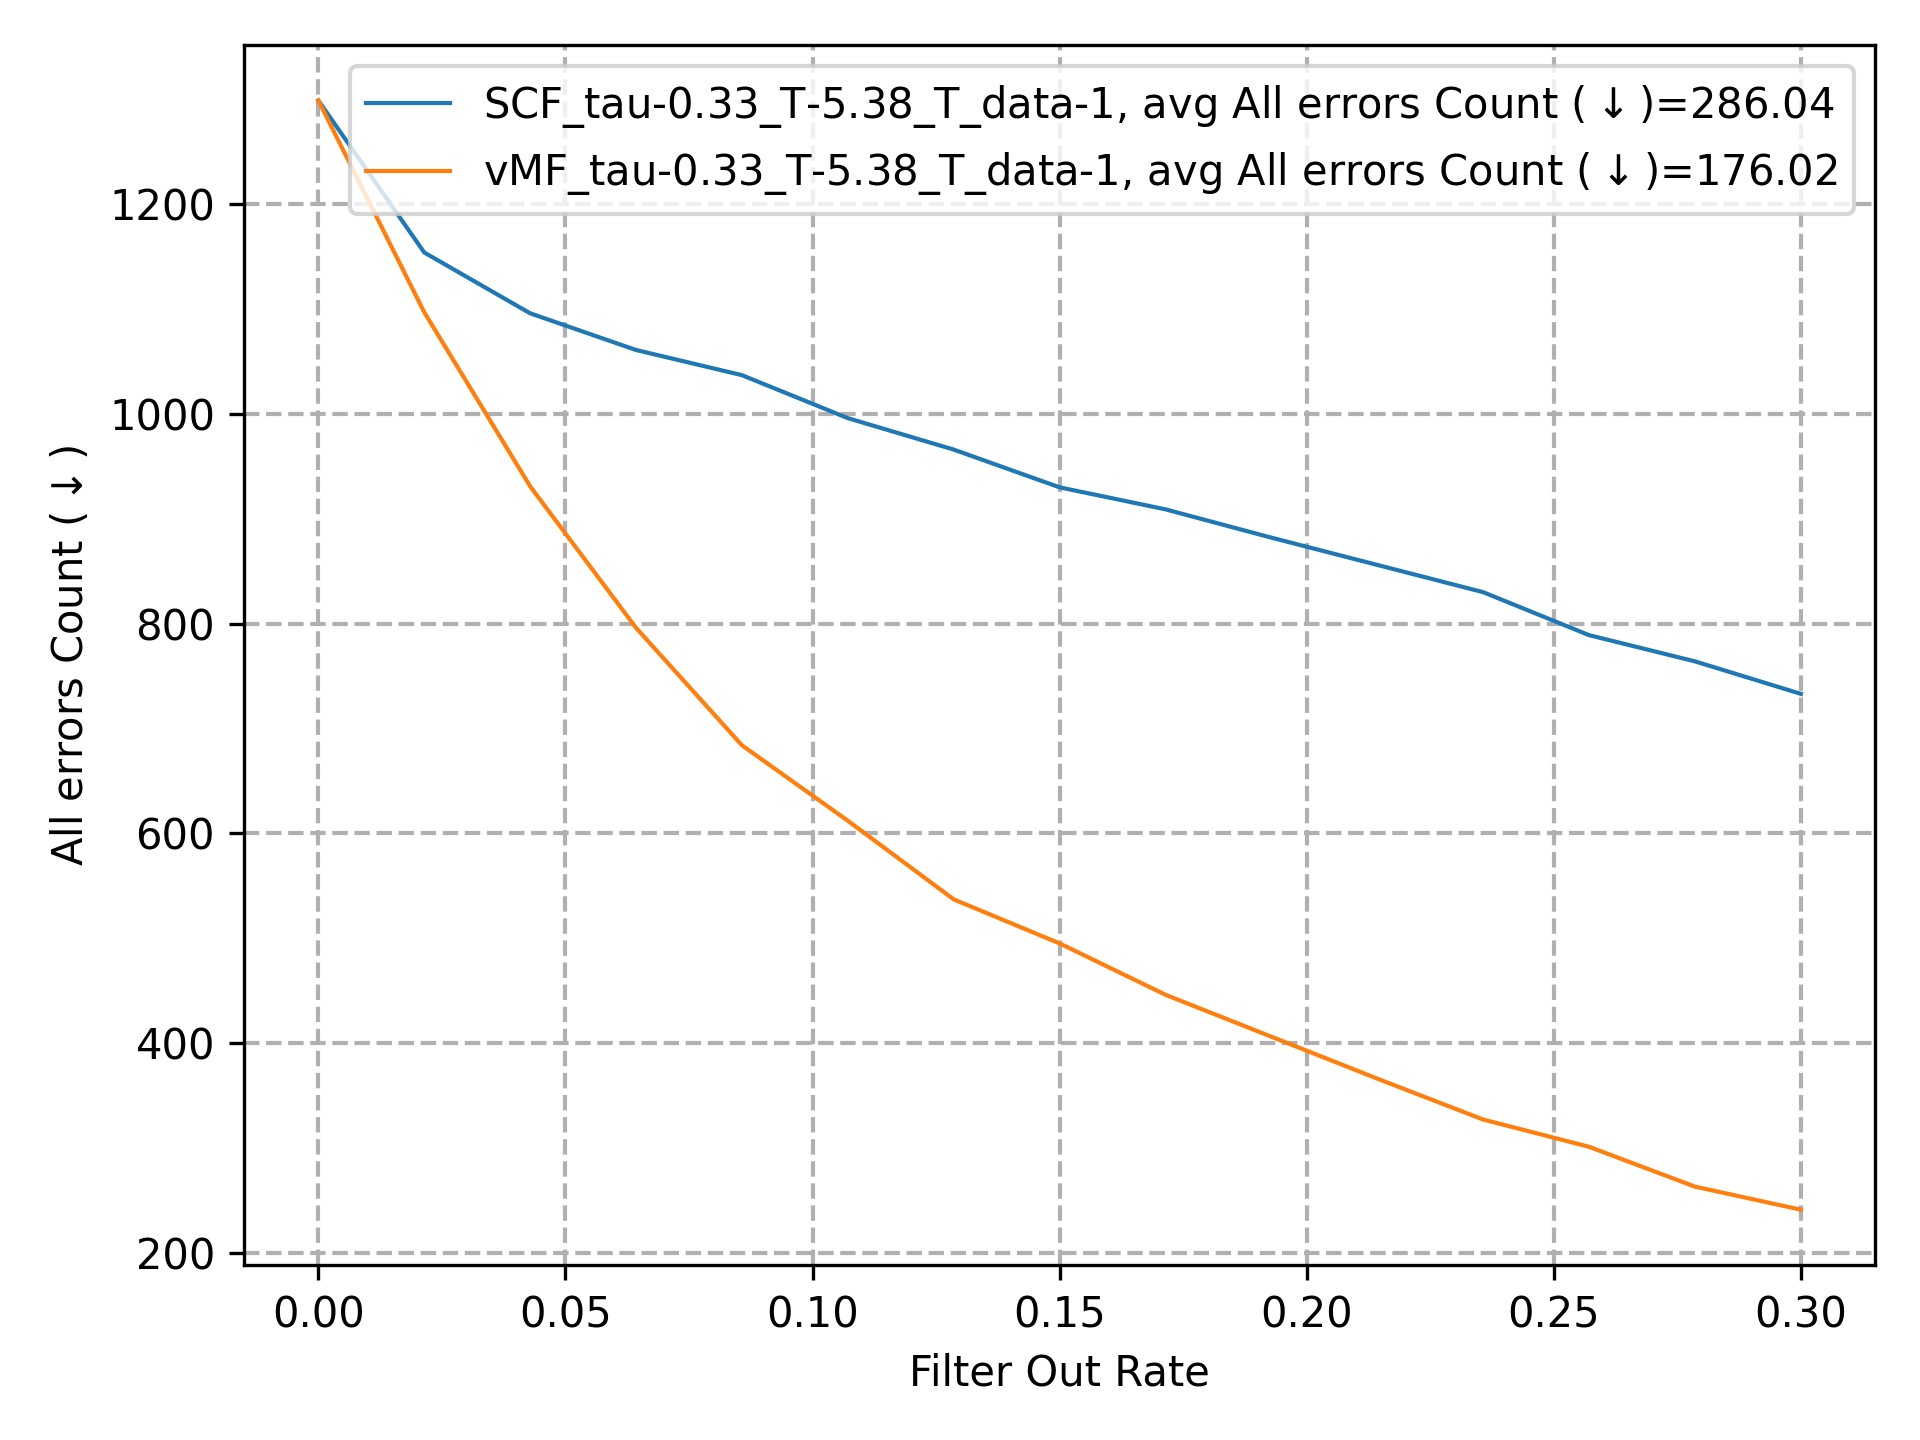 SCF_tau-0.33_T-5.38_T_data-1, avg All errors Count (↓)=286.04
vMF_tau-0.33_T-5.38_T_data-1, avg All errors Count (↓)=176.02
1200
1000
800
600
400
200
All errors Count (↓)
0.00 0.05 0.10 0.15 0.20 0.25 0.30
Filter Out Rate